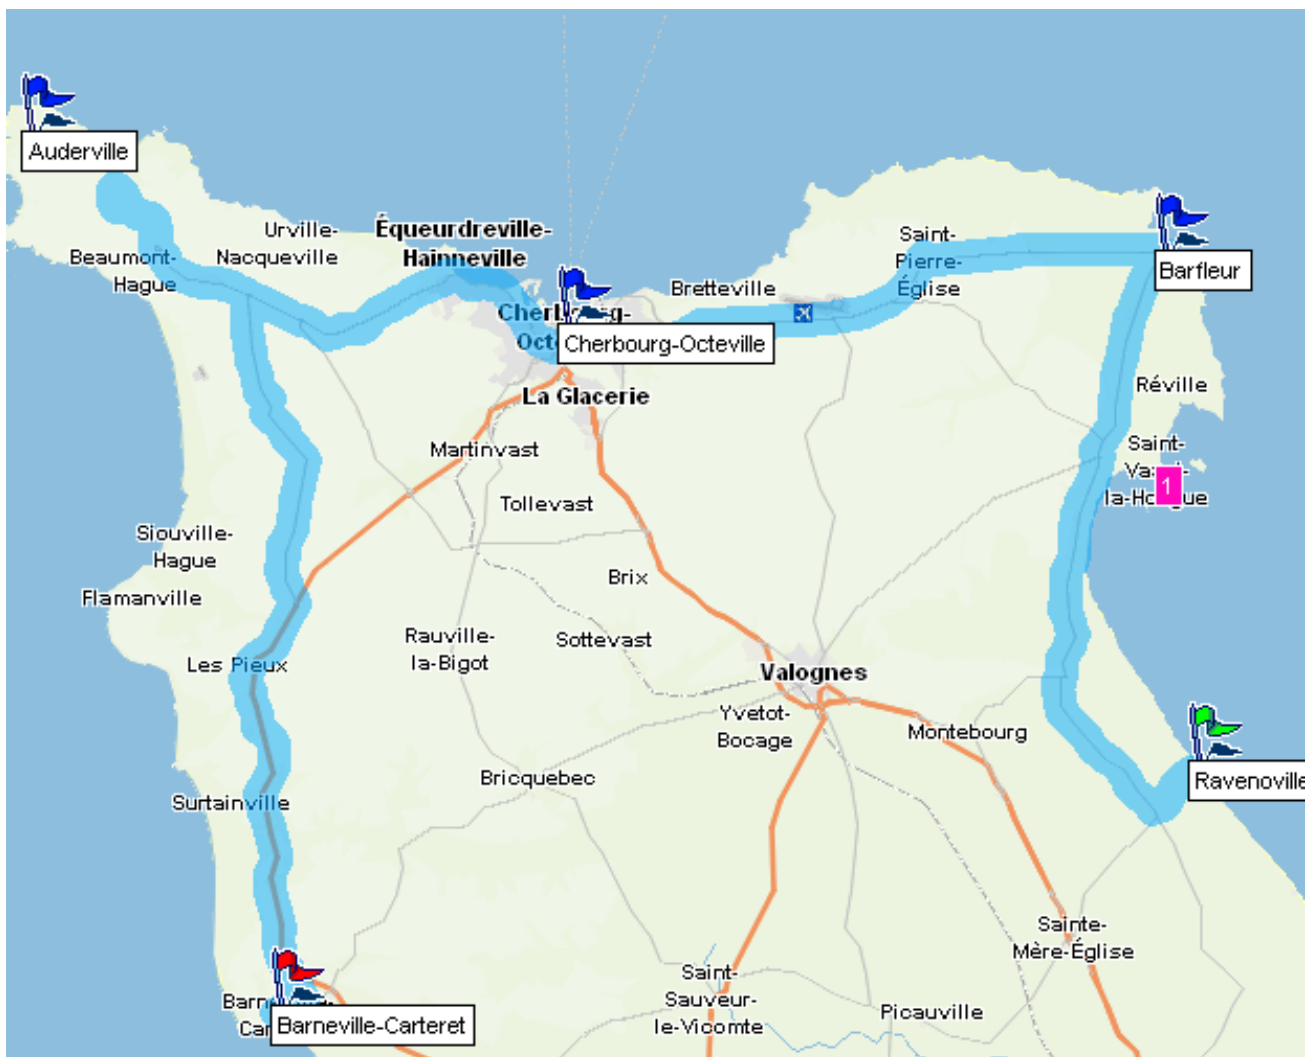 Auderville
Urville-
Nacqueville
Équeurdreville-
Hainneville
Beaumont-
Hague
Saint-
Pierre-
Église
Barfleur
Bretteville
Cherbourg-Octeville
La Glacerie
Réville
Martinvast
Saint-
1
Tollevast
Siouville-
Hague
Brix
Flamanville
Rauville-
la-Bigot
Sottevast
Les Pieux
Valognes
Yvetot-
Bocage
Montebourg
Bricquebec
Ravenoville
Surtainville
Sainte-
Mère-Église
Saint-
Sauveur-
le-Vicomte
Picauville
Barneville-Carteret